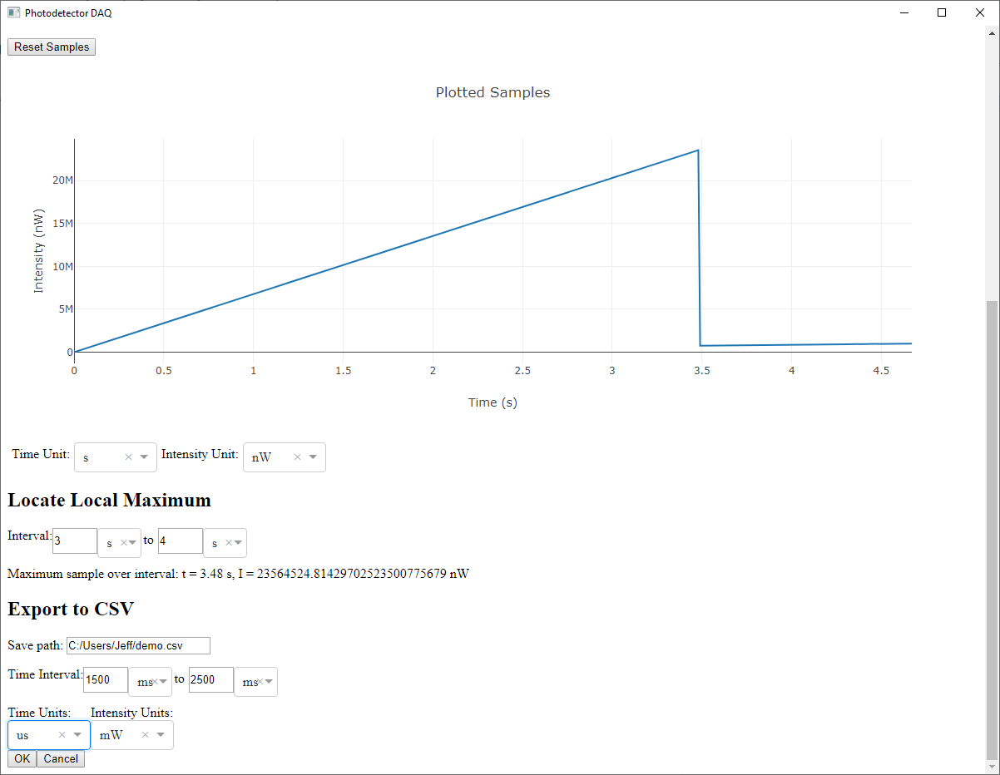 Photodetector DAQ
Reset Samples
Plotted Samples
20M
15M
10M
5M
0
Intensity (nW)
0 0.5 1 1.5 2 2.5 3 3.5 4 4.5
Time (s)
Time Unit: s Intensity Unit: nW
Locate Local Maximum
Interval: 3 s to 4 s
Maximum sample over interval: t = 3.48 s, I = 23564524.81429702523500775679 nW
Export to CSV
Save path: C:/Users/Jeff/demo.csv
Time Interval: 1500 ms to 2500 ms
Time Units: Intensity Units:
us mW
OK Cancel